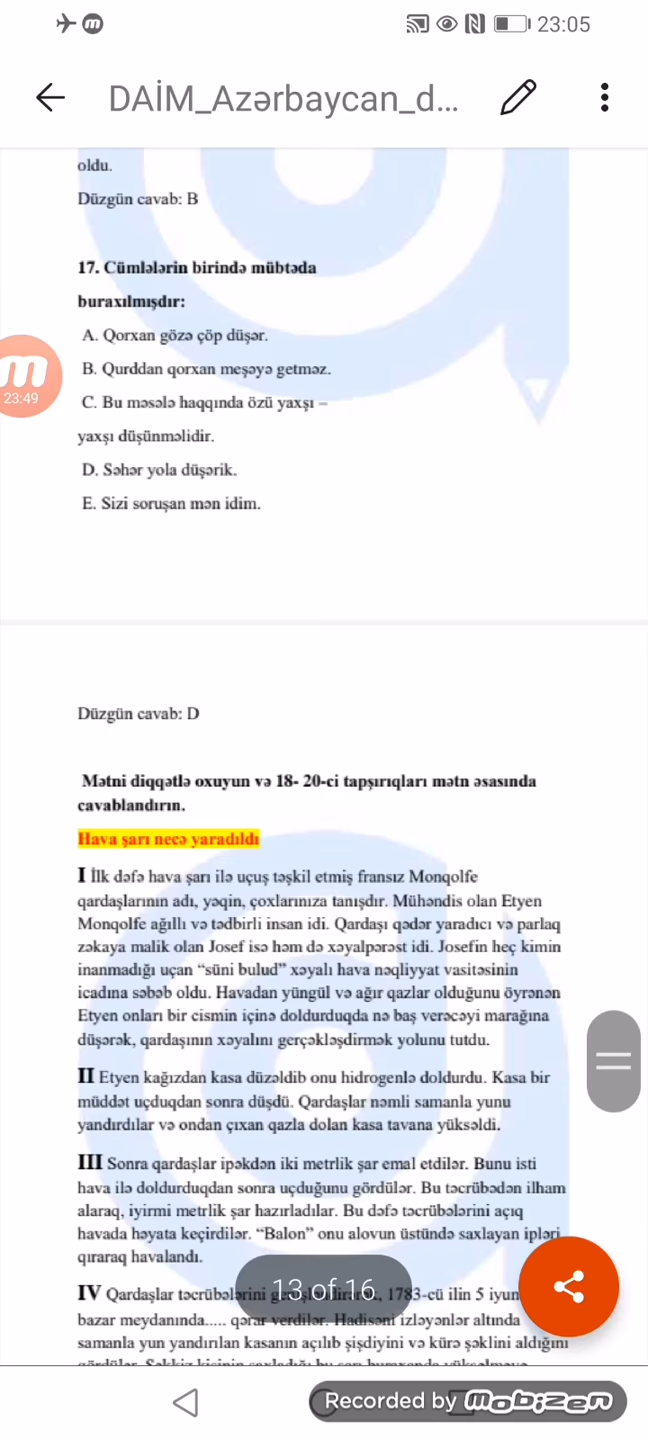 23:05
DAİM_Azərbaycan_d...
oldu.
Düzgün cavab: B
17. Cümlələrin birində mübtəda
buraxılmışdır:
A. Qorxan gözə çöp düşər.
B. Qurddan qorxan meşəyə getməz.
C. Bu məsələ haqqında özü yaxşı –
yaxşı düşünməlidir.
D. Səhər yola düşərik.
E. Sizi soruşan mən idim.
23:49
Düzgün cavab: D
Mətni diqqətlə oxuyun və 18- 20-ci tapşırıqları mətn əsasında
cavablandırın.
Hava şarı necə yaradıldı
I İlk dəfə hava şarı ilə uçuş təşkil etmiş fransız Monqolfe
qardaşlarının adı, yəqin, çoxlarınıza tanışdır. Mühəndis olan Etyen
Monqolfe ağıllı və tədbirli insan idi. Qardaşı qədər yaradıcı və parlaq
zəkaya malik olan Josef isə həm də xəyalpərəst idi. Josefin heç kimin
inanmadığı uçan “süni bulud” xəyalı hava nəqliyyat vasitəsinin
icadına səbəb oldu. Havadan yüngül və ağır qazlar olduğunu öyrənən
Etyen onları bir cismin içinə doldurduqda nə baş verəcəyi marağına
düşərək, qardaşının xəyalını gerçəkləşdirmək yolunu tutdu.
II Etyen kağızdan kasa düzəldib onu hidrogenlə doldurdu. Kasa bir
müddət uçduqdan sonra düşdü. Qardaşlar nəmli samanla yunu
yandırdılar və ondan çıxan qazla dolan kasa tavana yüksəldi.
III Sonra qardaşlar ipəkdən iki metrlik şar emal etdilər. Bunu isti
hava ilə doldurduqdan sonra uçduğunu gördülər. Bu təcrübədən ilham
alaraq, iyirmi metrlik şar hazırladılar. Bu dəfə təcrübələrini açıq
havada həyata keçirdilər. “Balon” onu alovun üstündə saxlayan ipləri
qıraraq havalandı.
IV Qardaşlar təcrübələrini 1783-cü ilin 5 iyun
13 of 16
bazar meydanında..... qərar verdilər. Hadisəni izləyənlər altında
samanla yun yandırılan kasanın açılıb şişdiyini və kürə şəklini aldığını
Recorded by mobizen